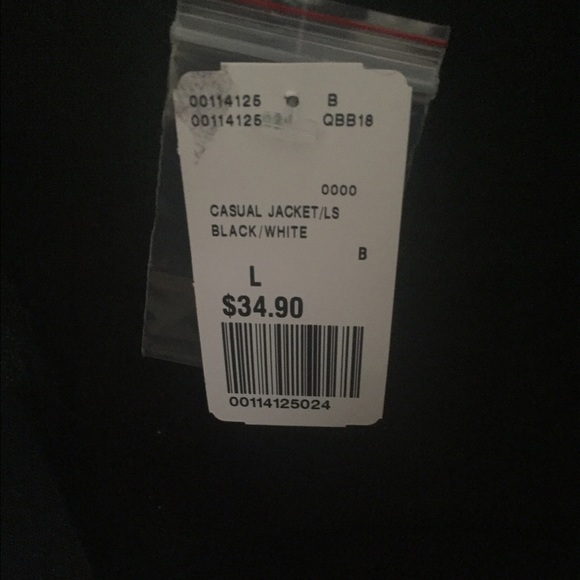 00114125 B
00114125 QBB18
0000
CASUAL JACKET/LS
BLACK/WHITE
B
L
$34.90
00114125024